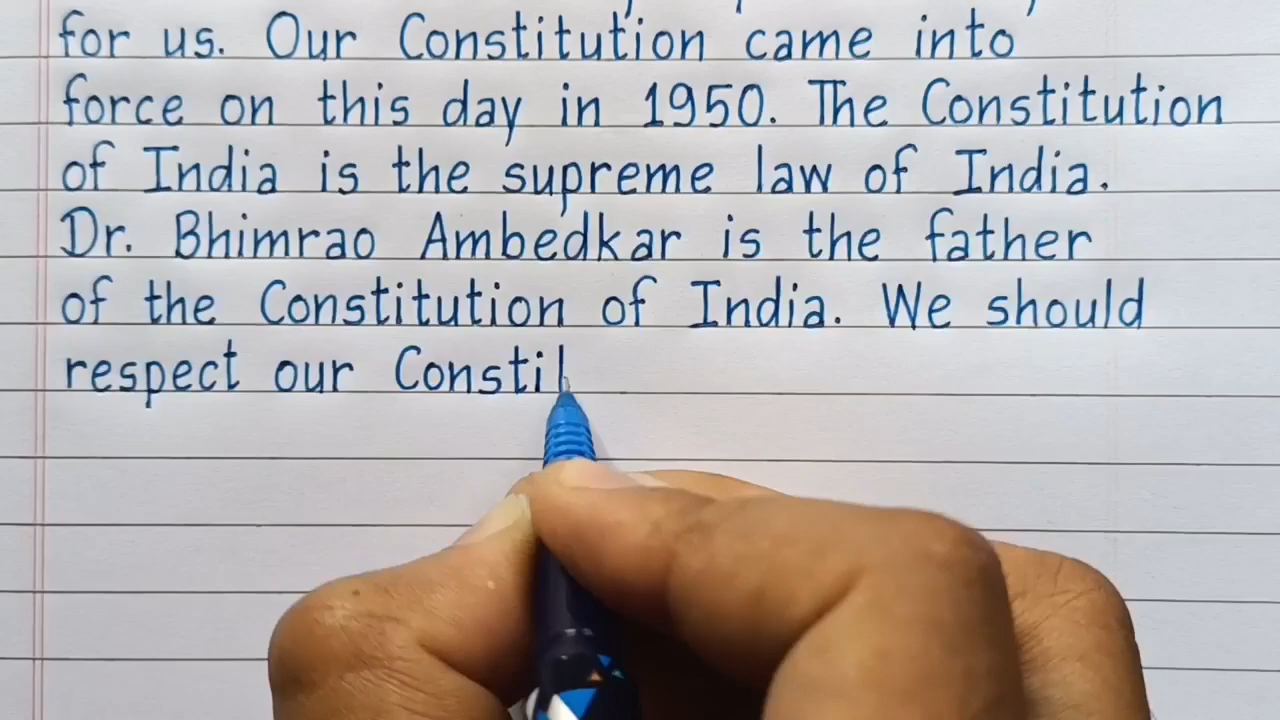 for us. Our Constitution came into
force on this day in 1950. The Constitution
of India is the supreme law of India.
Dr. Bhimrao Ambedkar is the father
of the Constitution of India. We should
respect our Consti